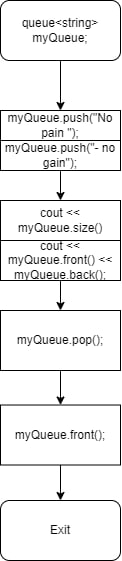 queue<string>
myQueue;
myQueue.push("No
pain ");
myQueue.push("- no
gain");
cout <<
myQueue.size()
cout <<
myQueue.front() <<
myQueue.back();
myQueue.pop();
myQueue.front();
Exit